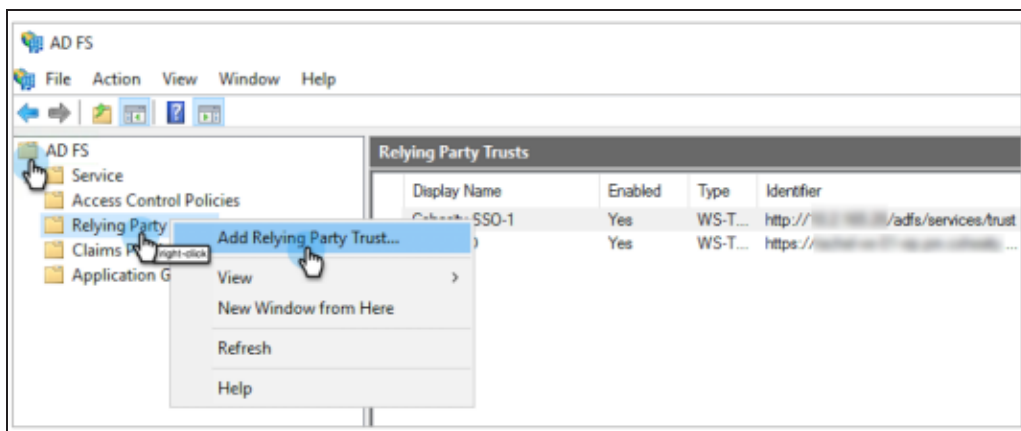 AD FS
File Action View Window Help
AD FS
Service
Access Control Policies
Relying Party
Claims P
Application G
right-click
Add Relying Party Trust...
View
New Window from Here
Refresh
Help
Relying Party Trusts
Display Name Enabled Type Identifier
SSO-1 Yes WS-T... http:// /adfs/services/trust
Yes WS-T... https:// ...